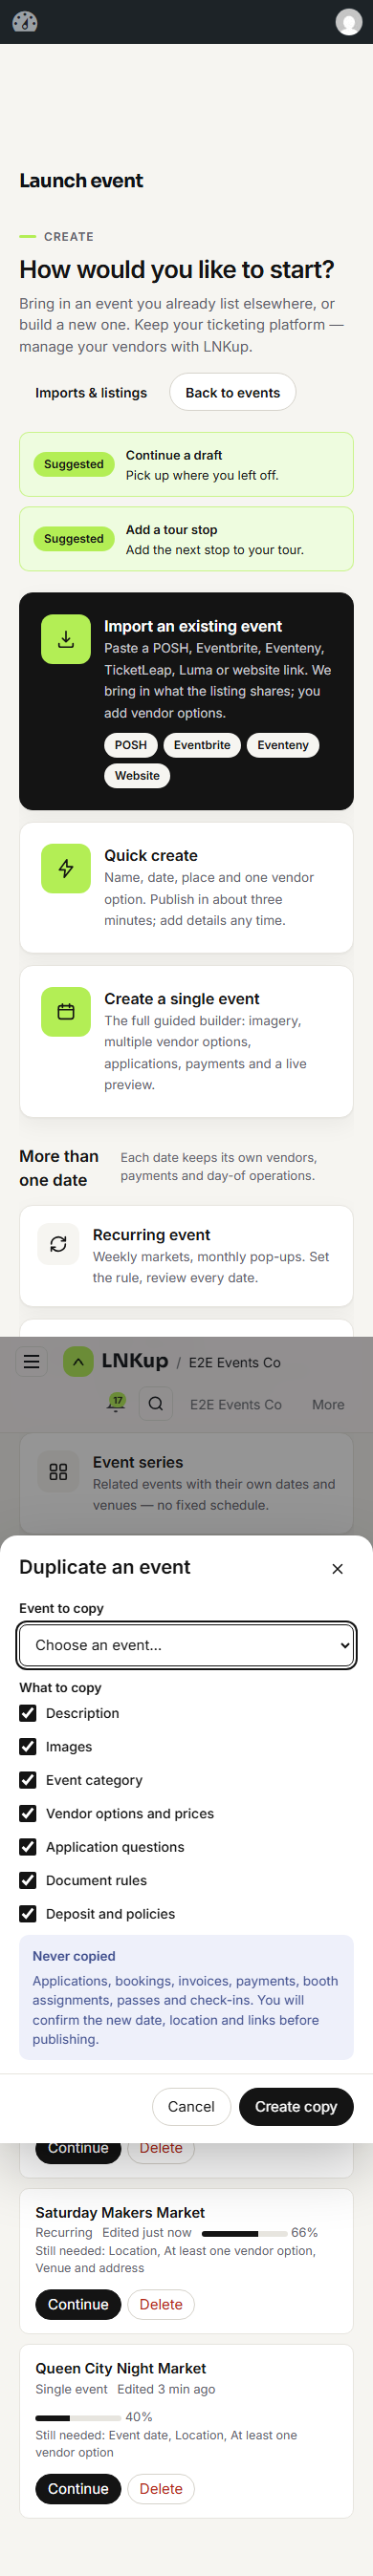 Launch event
CREATE
How would you like to start?
Bring in an event you already list elsewhere, or
build a new one. Keep your ticketing platform —
manage your vendors with LNKup.
Imports & listings
Back to events
Suggested
Continue a draft
Pick up where you left off.
Suggested
Add a tour stop
Add the next stop to your tour.
Import an existing event
Paste a POSH, Eventbrite, Eventeny,
TicketLeap, Luma or website link. We
bring in what the listing shares; you
add vendor options.
POSH
Eventbrite
Eventeny
Website
Quick create
Name, date, place and one vendor
option. Publish in about three
minutes; add details any time.
Create a single event
The full guided builder: imagery,
multiple vendor options,
applications, payments and a live
preview.
More than
one date
Each date keeps its own vendors,
payments and day-of operations.
Recurring event
Weekly markets, monthly pop-ups. Set
the rule, review every date.
LNKup / E2E Events Co
17
E2E Events Co
More
Event series
Related events with their own dates and
venues — no fixed schedule.
Duplicate an event
Event to copy
Choose an event...
What to copy
Description
Images
Event category
Vendor options and prices
Application questions
Document rules
Deposit and policies
Never copied
Applications, bookings, invoices, payments, booth
assignments, passes and check-ins. You will
confirm the new date, location and links before
publishing.
Cancel
Create copy
Continue
Delete
Saturday Makers Market
Recurring Edited just now 66%
Still needed: Location, At least one vendor option,
Venue and address
Continue
Delete
Queen City Night Market
Single event Edited 3 min ago
40%
Still needed: Event date, Location, At least one
vendor option
Continue
Delete